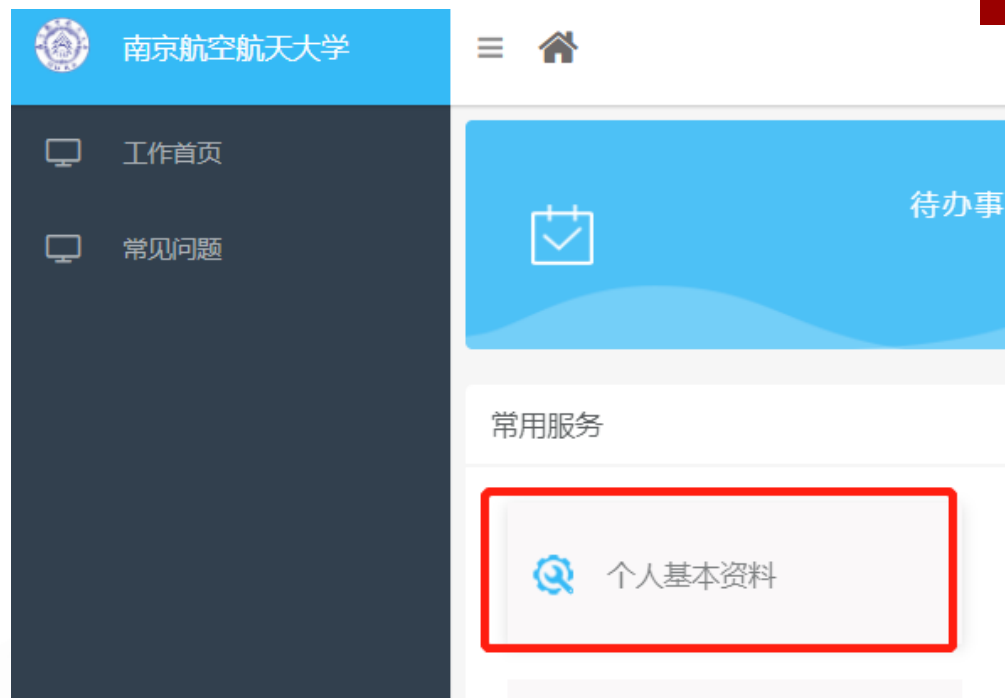 南京航空航天大学
工作首页
常见问题
待办事
常用服务
个人基本资料